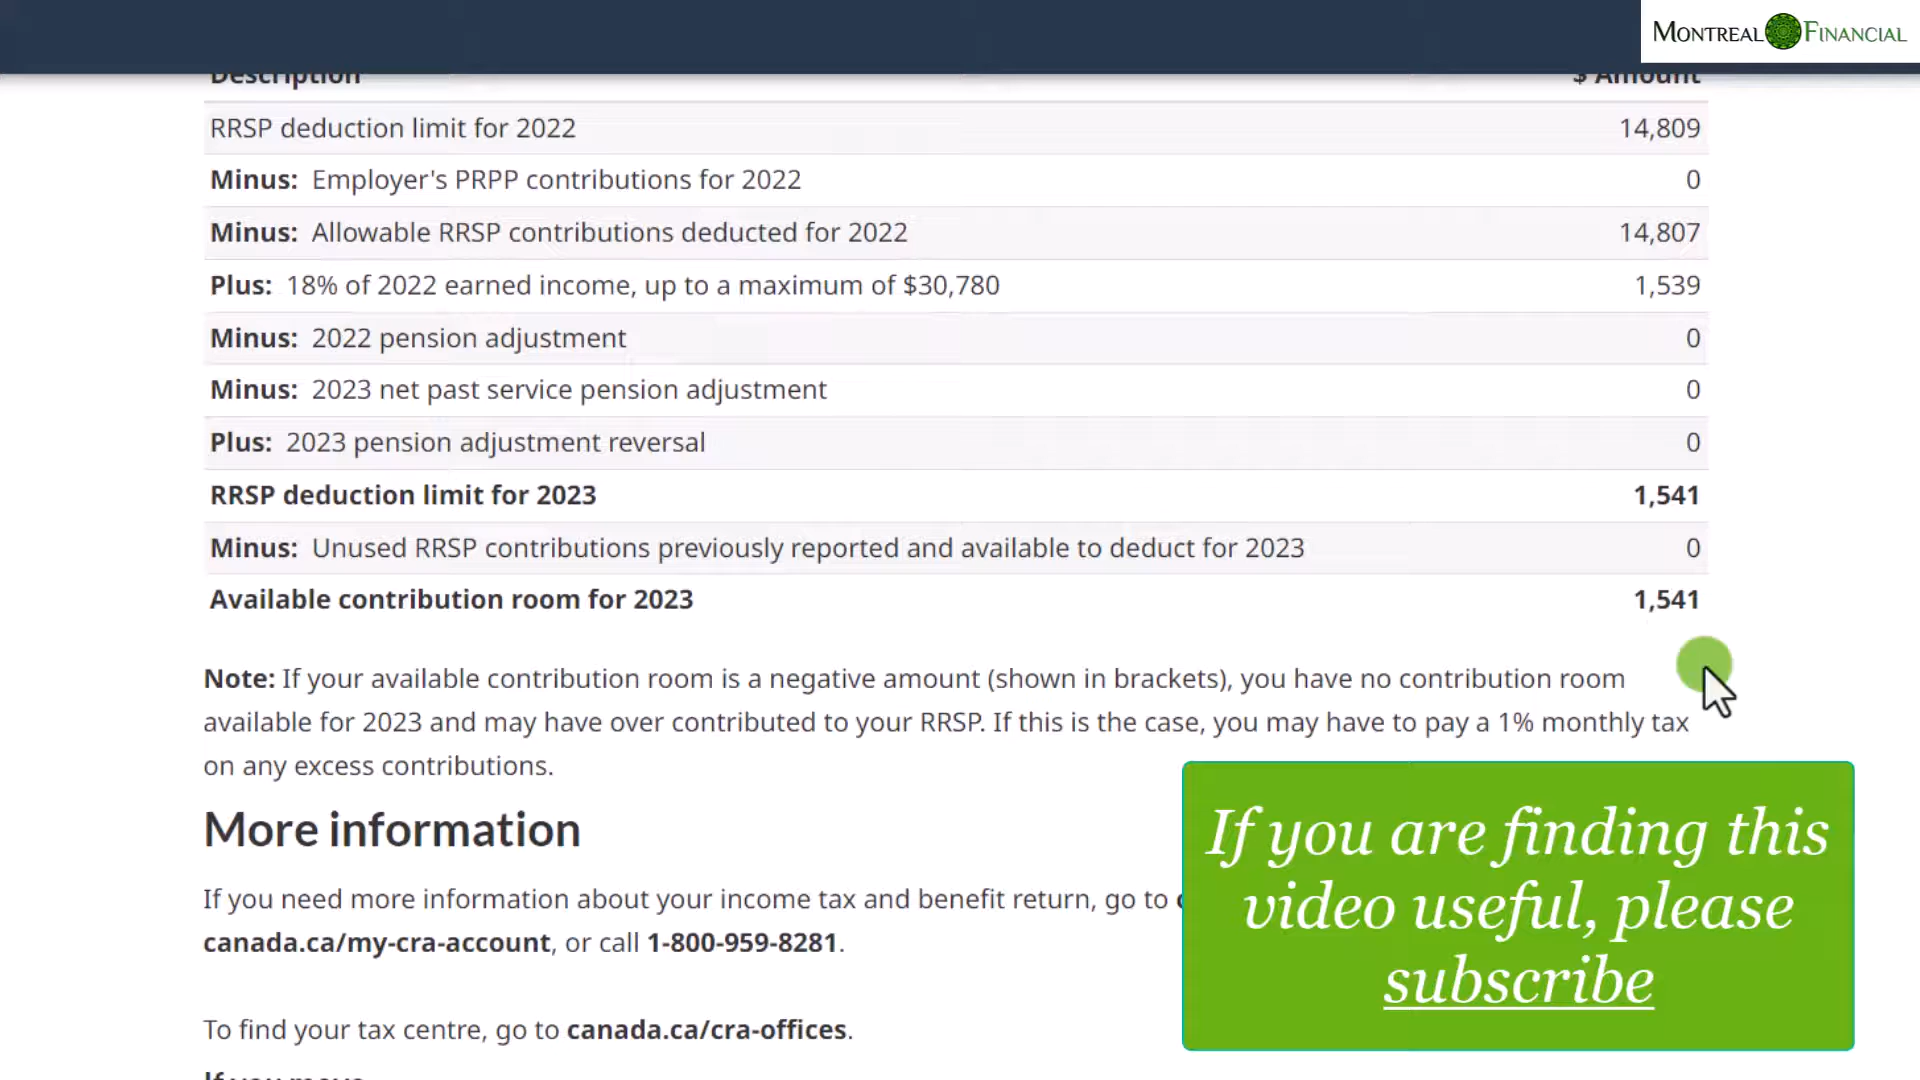 MONTREAL FINANCIAL
Description $ Amount
RRSP deduction limit for 2022 14,809
Minus: Employer's PRPP contributions for 2022 0
Minus: Allowable RRSP contributions deducted for 2022 14,807
Plus: 18% of 2022 earned income, up to a maximum of $30,780 1,539
Minus: 2022 pension adjustment 0
Minus: 2023 net past service pension adjustment 0
Plus: 2023 pension adjustment reversal 0
RRSP deduction limit for 2023 1,541
Minus: Unused RRSP contributions previously reported and available to deduct for 2023 0
Available contribution room for 2023 1,541
Note: If your available contribution room is a negative amount (shown in brackets), you have no contribution room
available for 2023 and may have over contributed to your RRSP. If this is the case, you may have to pay a 1% monthly tax
on any excess contributions.
More information
If you need more information about your income tax and benefit return, go to
canada.ca/my-cra-account, or call 1-800-959-8281.
To find your tax centre, go to canada.ca/cra-offices.
If you move
If you are finding this
video useful, please
subscribe